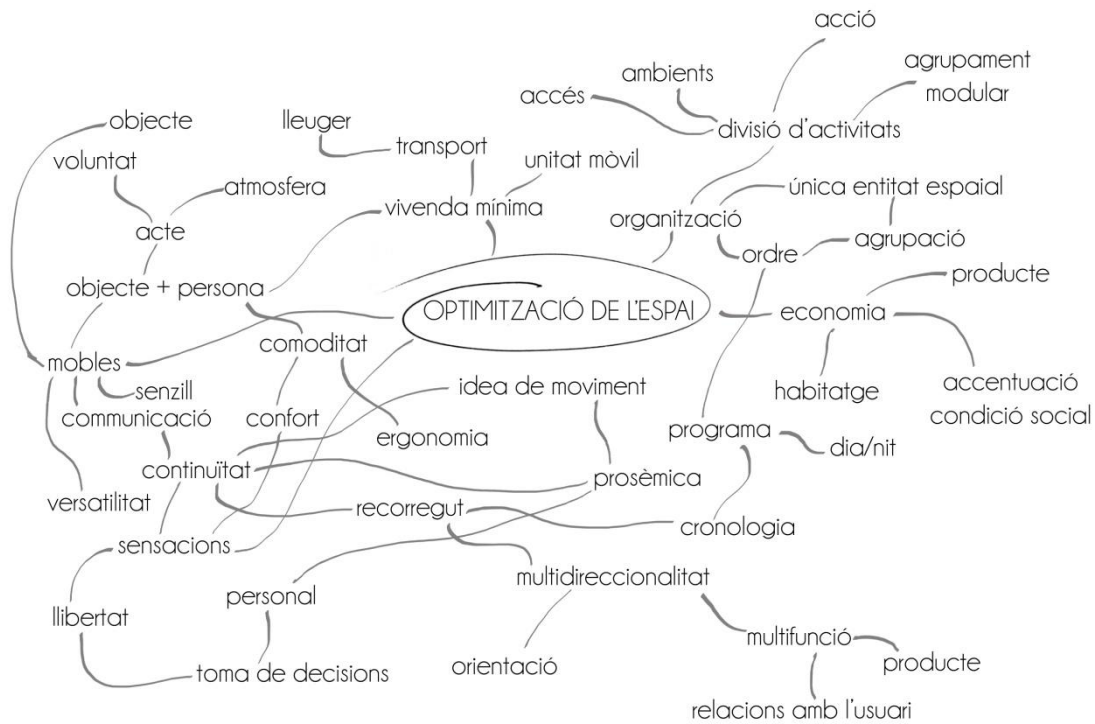 acció
ambients
agrupament
modular
accés
divisió d'activitats
objecte
lleuger
transport
unitat mòvil
voluntat
atmosfera
vivenda mínima
única entitat espaial
organització
acte
ordre
agrupació
objecte + persona
producte
OPTIMITZACIÓ DE L'ESPAI
economia
comoditat
mobles
senzill
idea de moviment
habitatge
accentuació
condició social
communicació
confort
ergonomia
programa
dia/nit
continuïtat
prosèmica
versatilitat
recorregut
cronologia
sensacions
multidireccionalitat
personal
llibertat
multifunció
orientació
producte
toma de decisions
relacions amb l'usuari